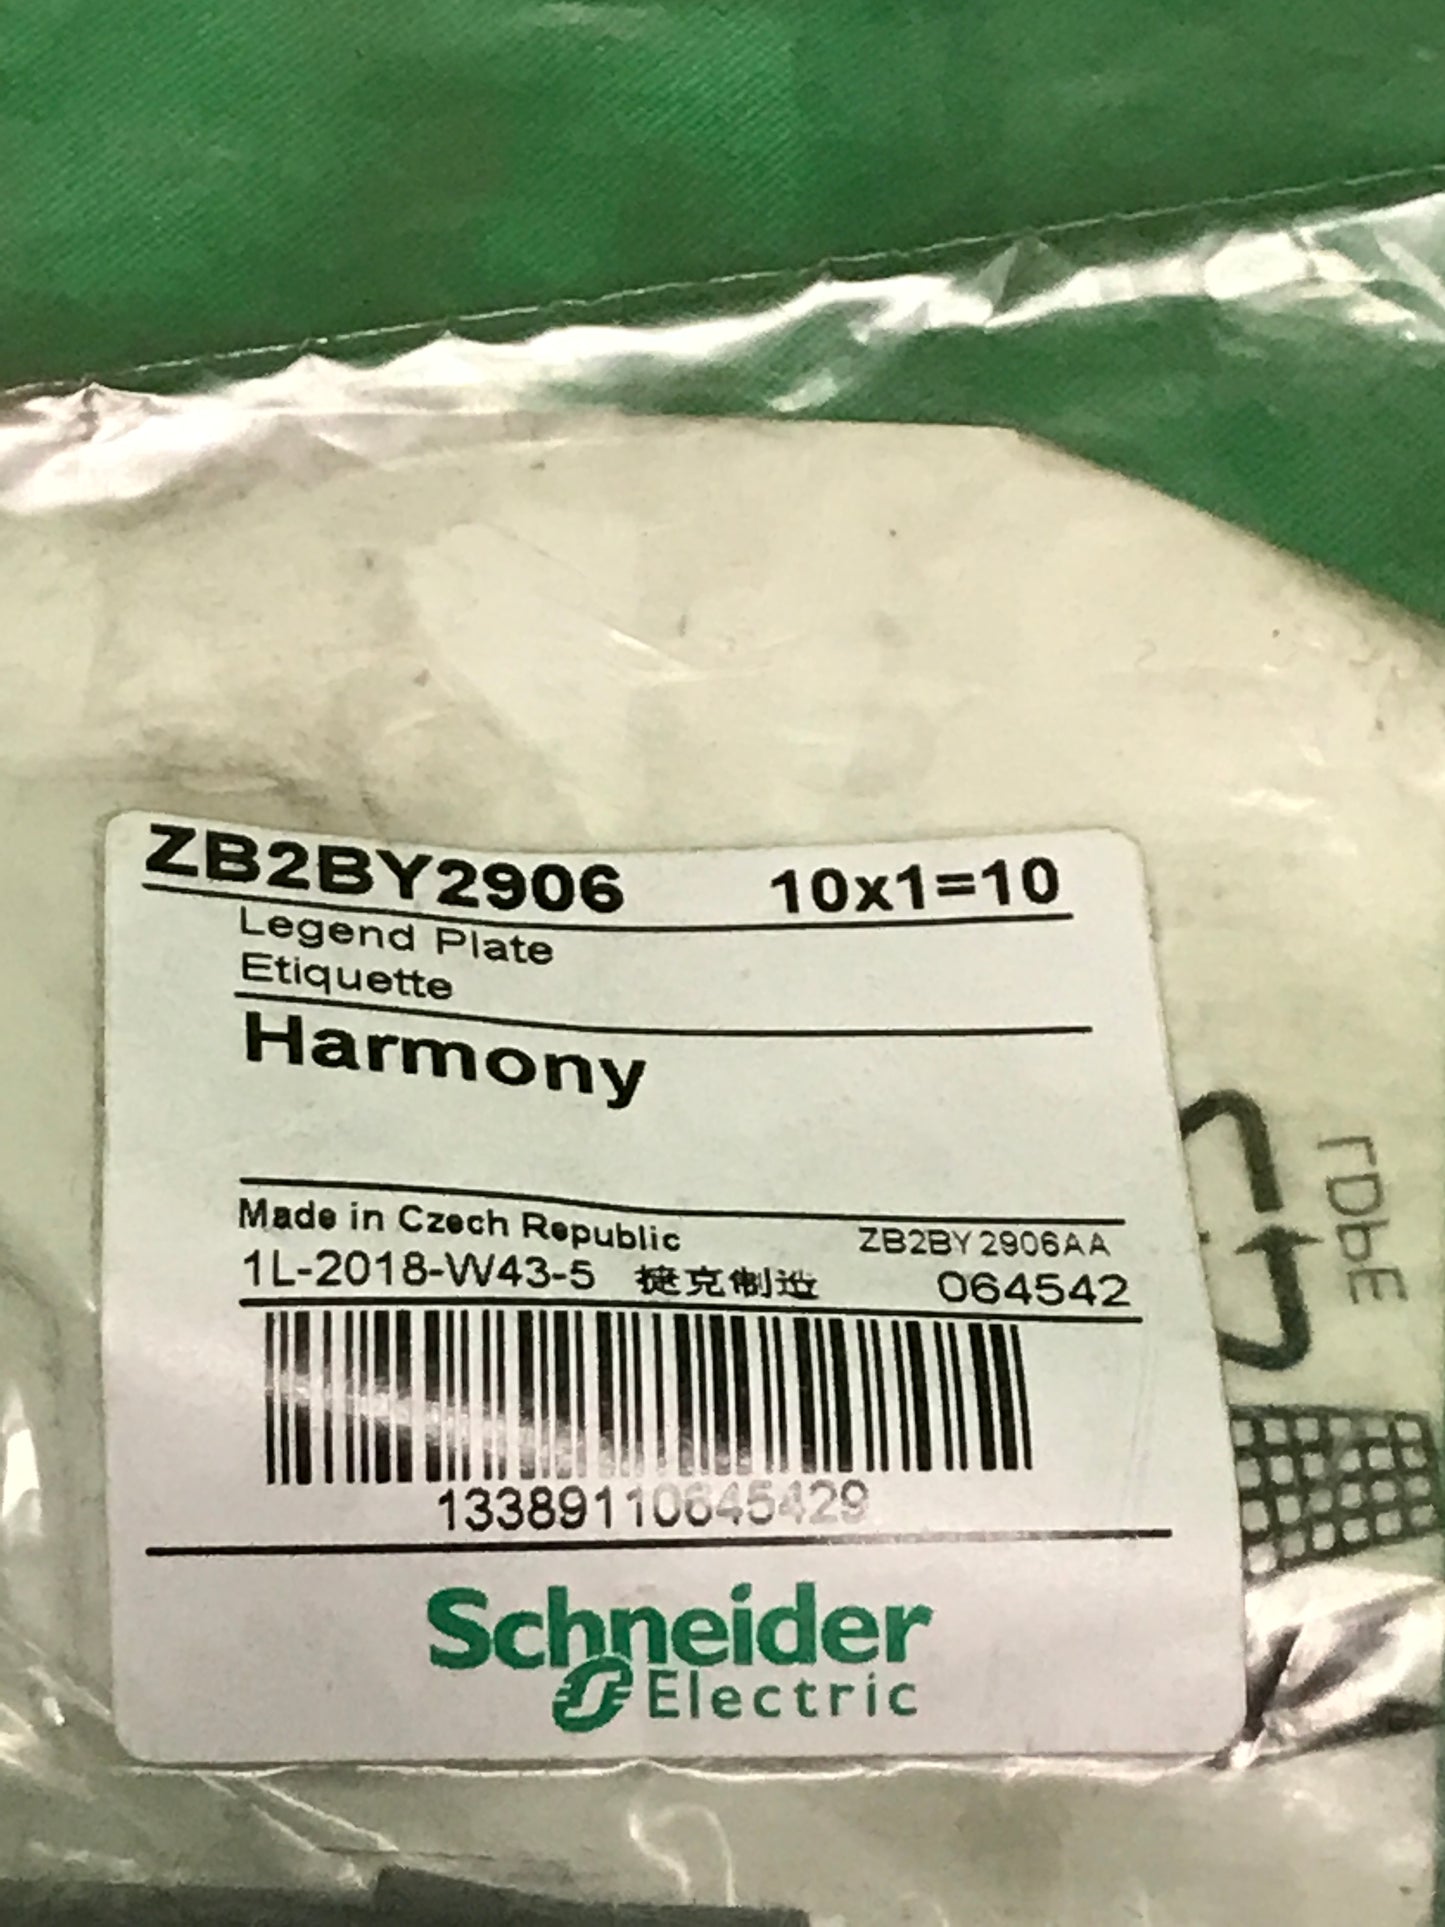 ZB2BY2906 10x1=10
Legend Plate
Etiquette
Harmony
Made in Czech Republic ZB2BY2906AA
1L-2018-W43-5 捷克制造 064542
13389110645429
Schneider
Electric
LDPE